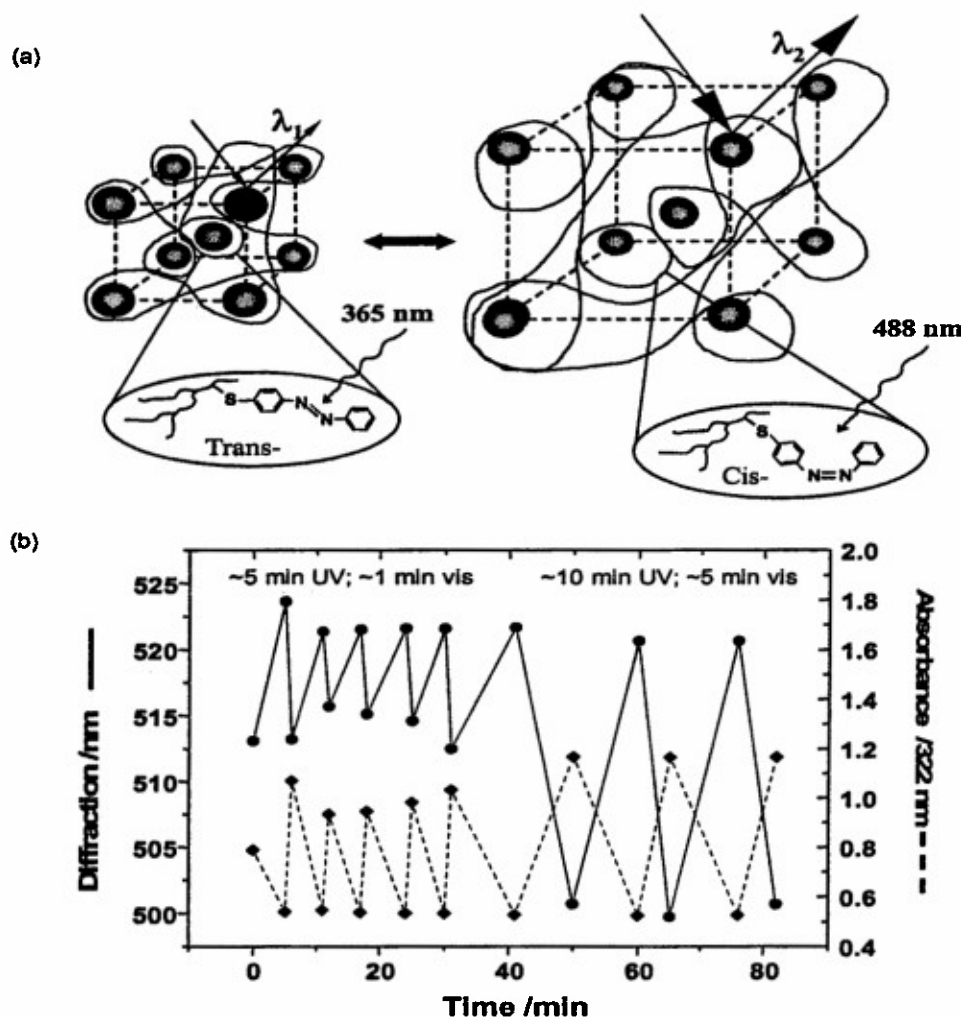 (a)
λ1
λ2
365 nm
488 nm
S
N
N
Trans-
S
N=N
Cis-
(b)
~5 min UV; ~1 min vis
~10 min UV; ~5 min vis
Diffraction /nm
525
520
515
510
505
500
2.0
1.8
1.6
1.4
1.2
1.0
0.8
0.6
0.4
Absorbance /322 nm
0
20
40
60
80
Time /min